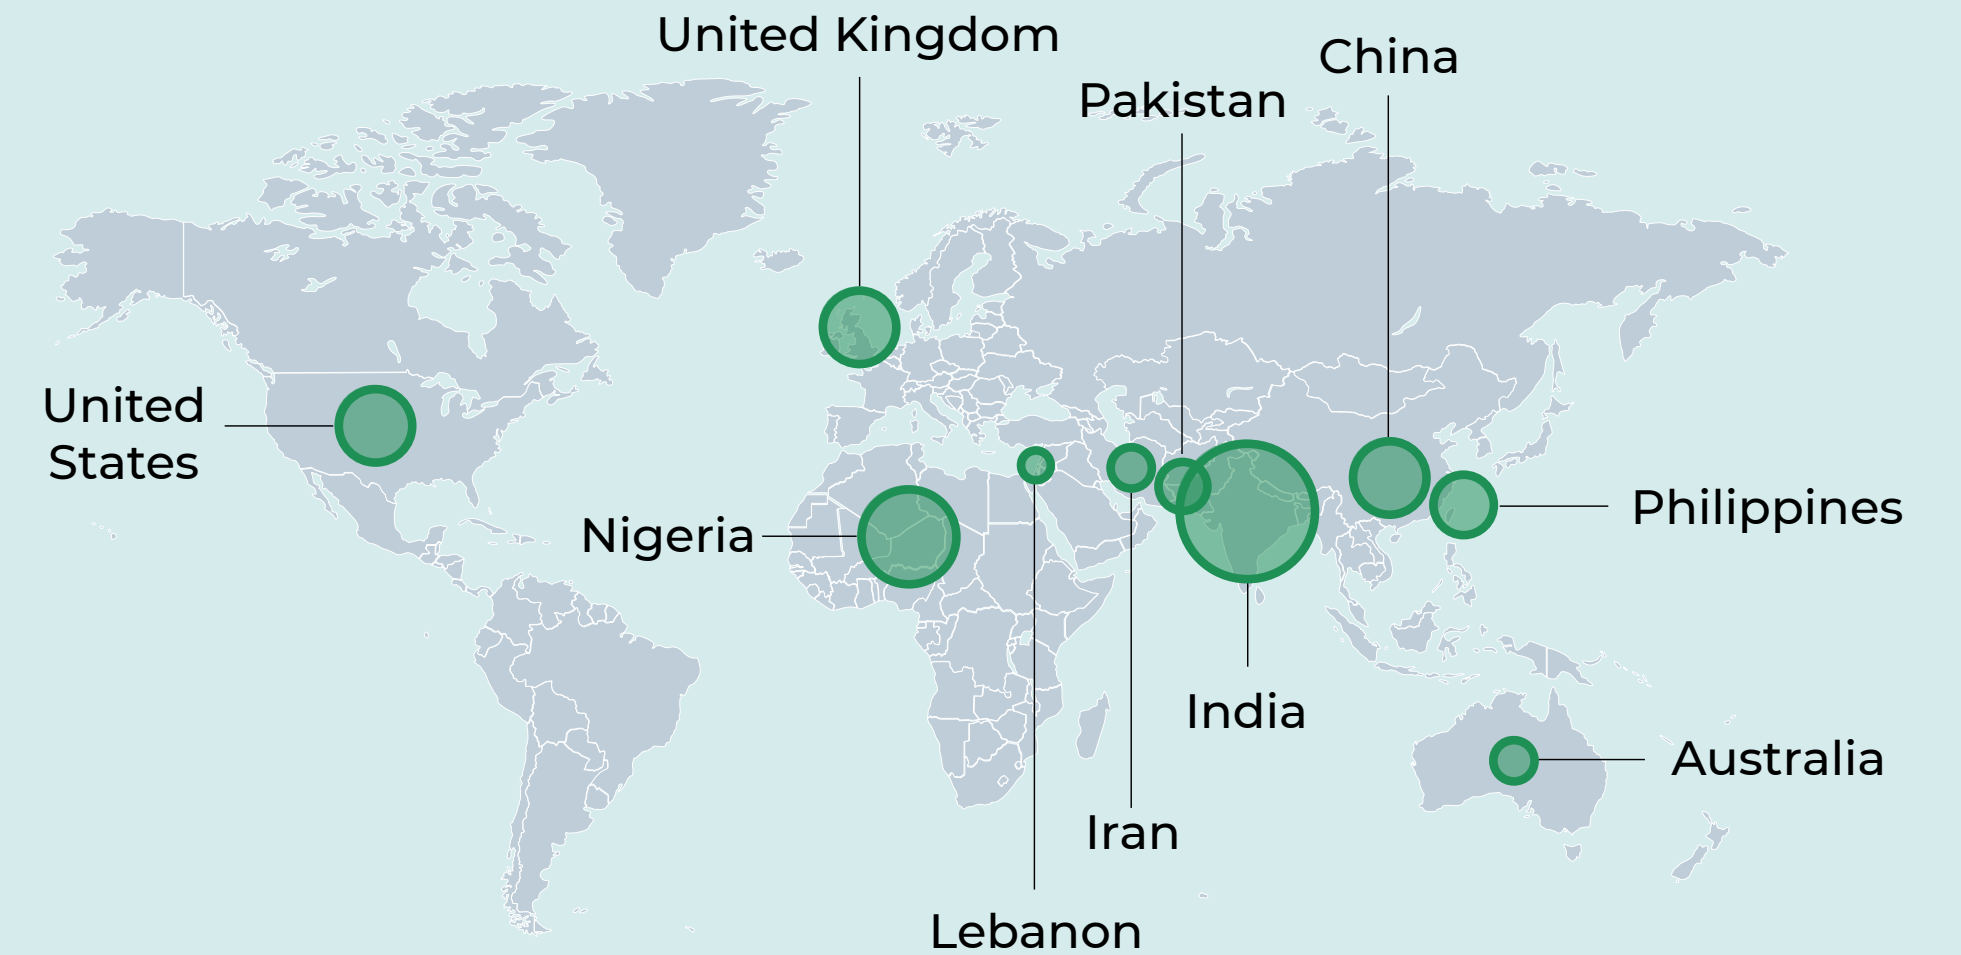 United Kingdom
China
Pakistan
United
States
Nigeria
Philippines
India
Australia
Iran
Lebanon